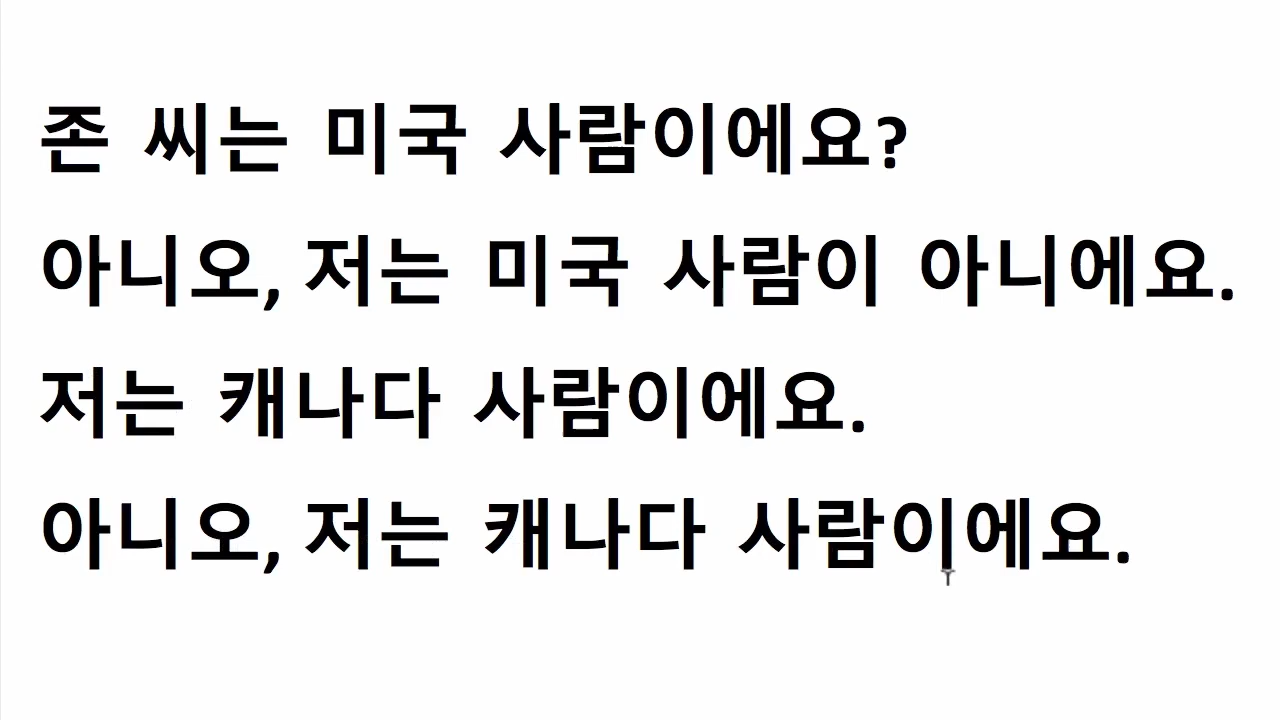 존 씨는 미국 사람이에요?
아니오, 저는 미국 사람이 아니에요.
저는 캐나다 사람이에요.
아니오, 저는 캐나다 사람이에요.